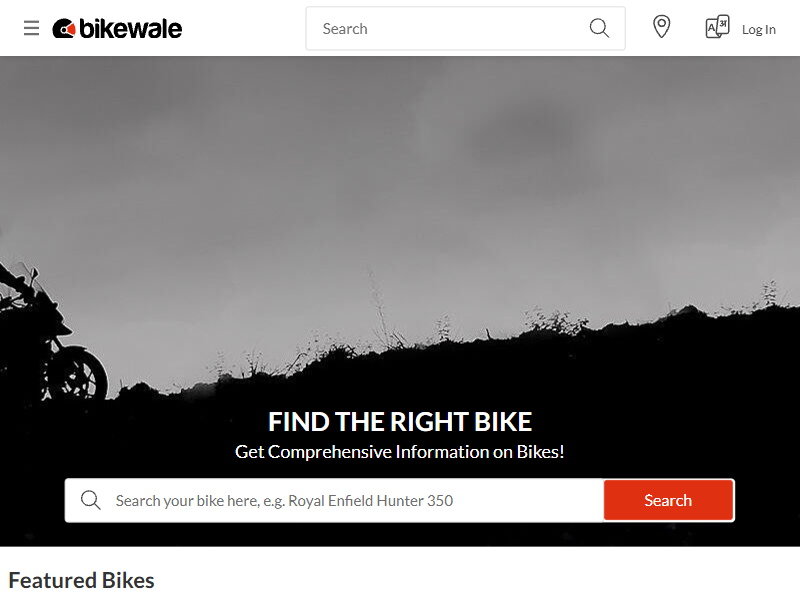 bikewale
Search
Log In
FIND THE RIGHT BIKE
Get Comprehensive Information on Bikes!
Search your bike here, e.g. Royal Enfield Hunter 350
Search
Featured Bikes